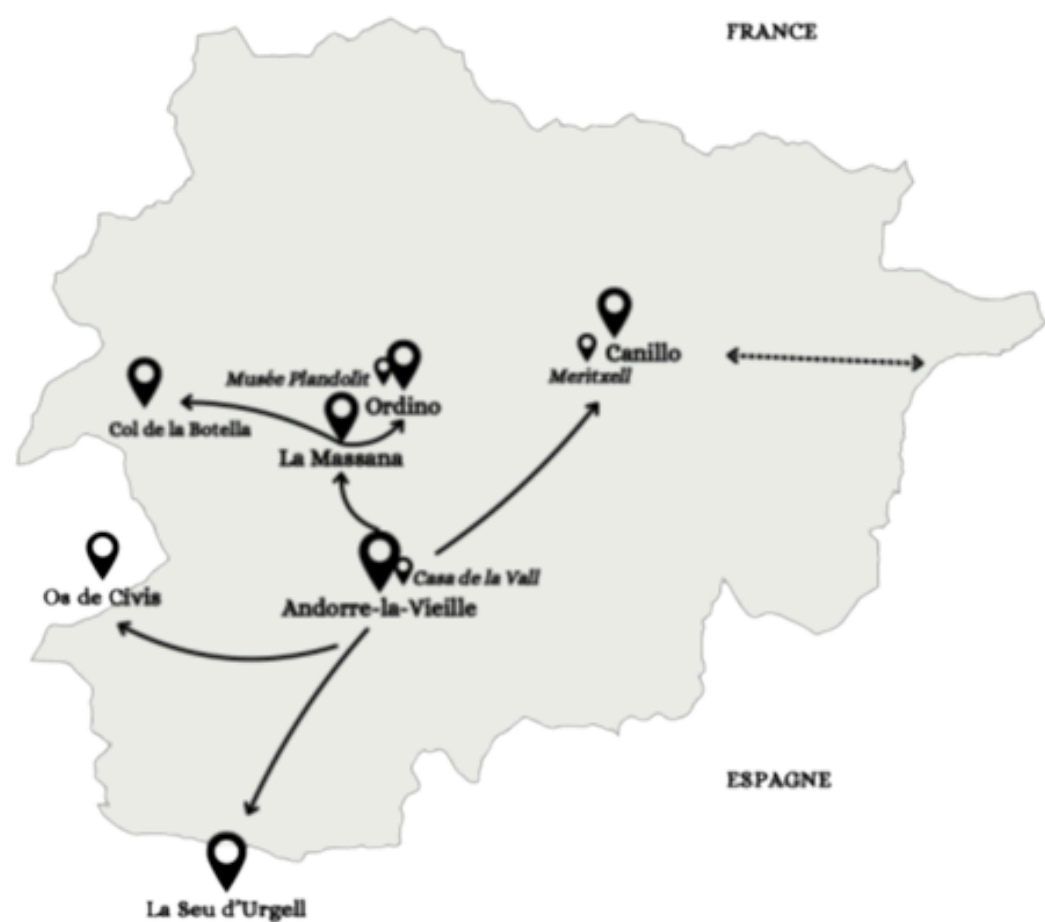 FRANCE
Canillo
Meritxell
Musée Plandolit
Ordino
Col de la Botella
La Massana
Casa de la Vall
Os de Civis
Andorre-la-Vieille
ESPAGNE
La Seu d'Urgell